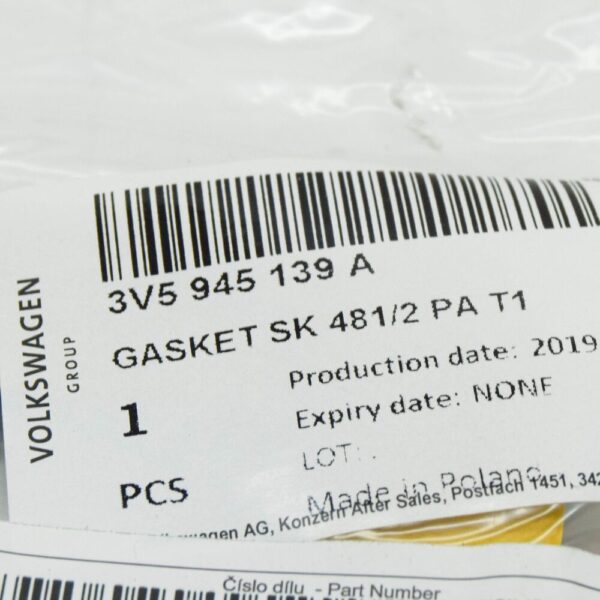 VOLKSWAGEN
GROUP
3V5 945 139 A
GASKET SK 481/2 PA T1
1
PCS
Production date: 2019
Expiry date: NONE
LOT: .
Made in Poland
AG, Konzern After Sales, Postfach 1451, 342
Číslo dílu - Part Number